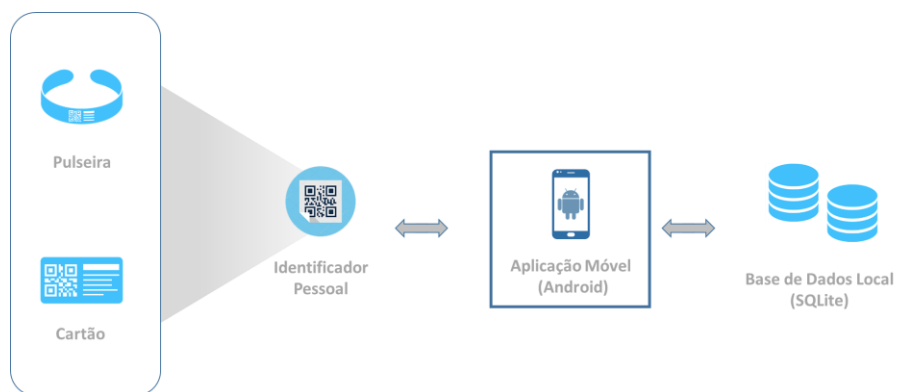 Pulseira
Cartão
Identificador
Pessoal
Aplicação Móvel
(Android)
Base de Dados Local
(SQLite)